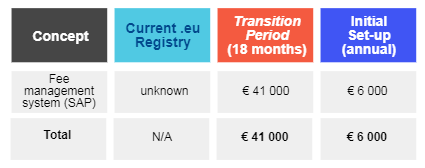 Concept
Current .eu
Registry
Transition
Period
(18 months)
Initial
Set-up
(annual)
Fee
management
system (SAP)
unknown
€ 41 000
€ 6 000
Total
N/A
€ 41 000
€ 6 000